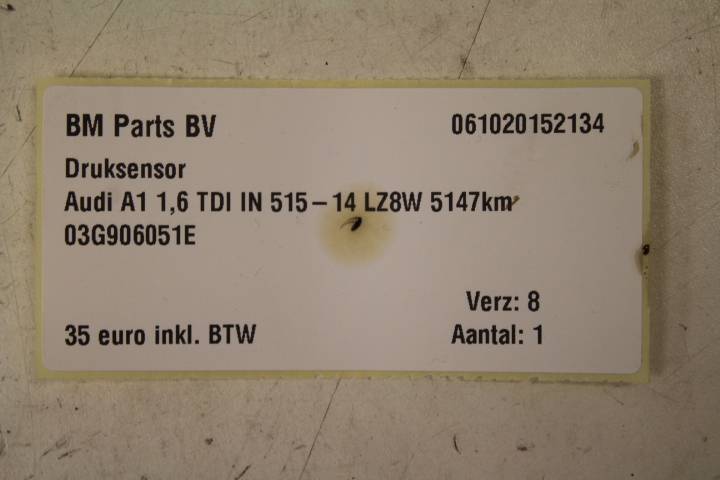 BM Parts BV 061020152134
Druksensor
Audi A1 1,6 TDI IN 515-14 LZ8W 5147km
03G906051E
Verz: 8
35 euro inkl. BTW Aantal: 1